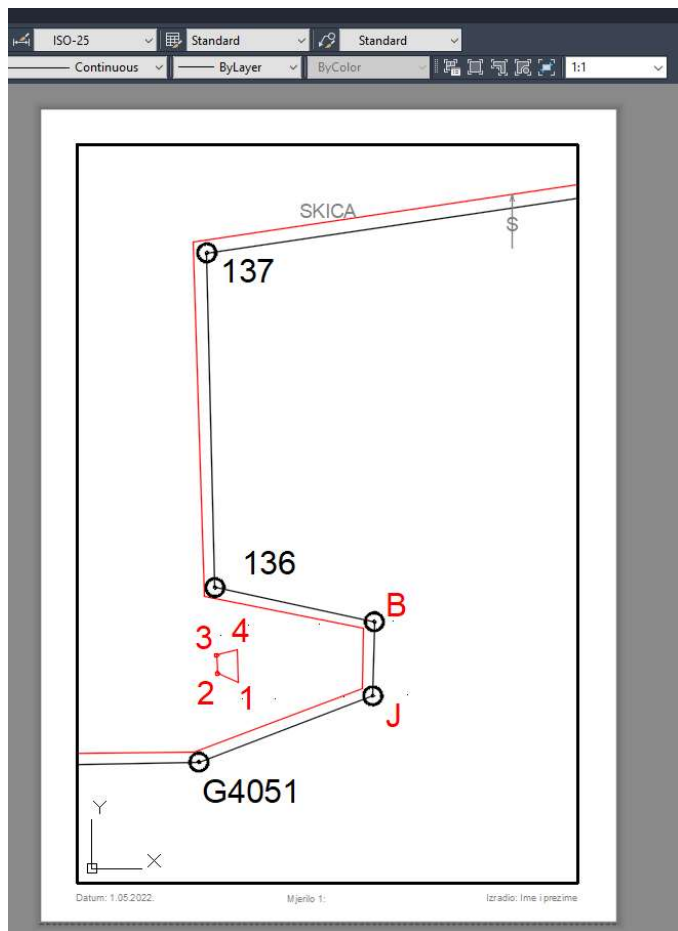 ISO-25 Standard Standard
Continuous ByLayer ByColor 1:1
SKICA
S
137
136
B
3 4
2 1
J
G4051
Y
X
Datum: 1.05.2022. Mjerilo 1: Izradio: Ime i prezime